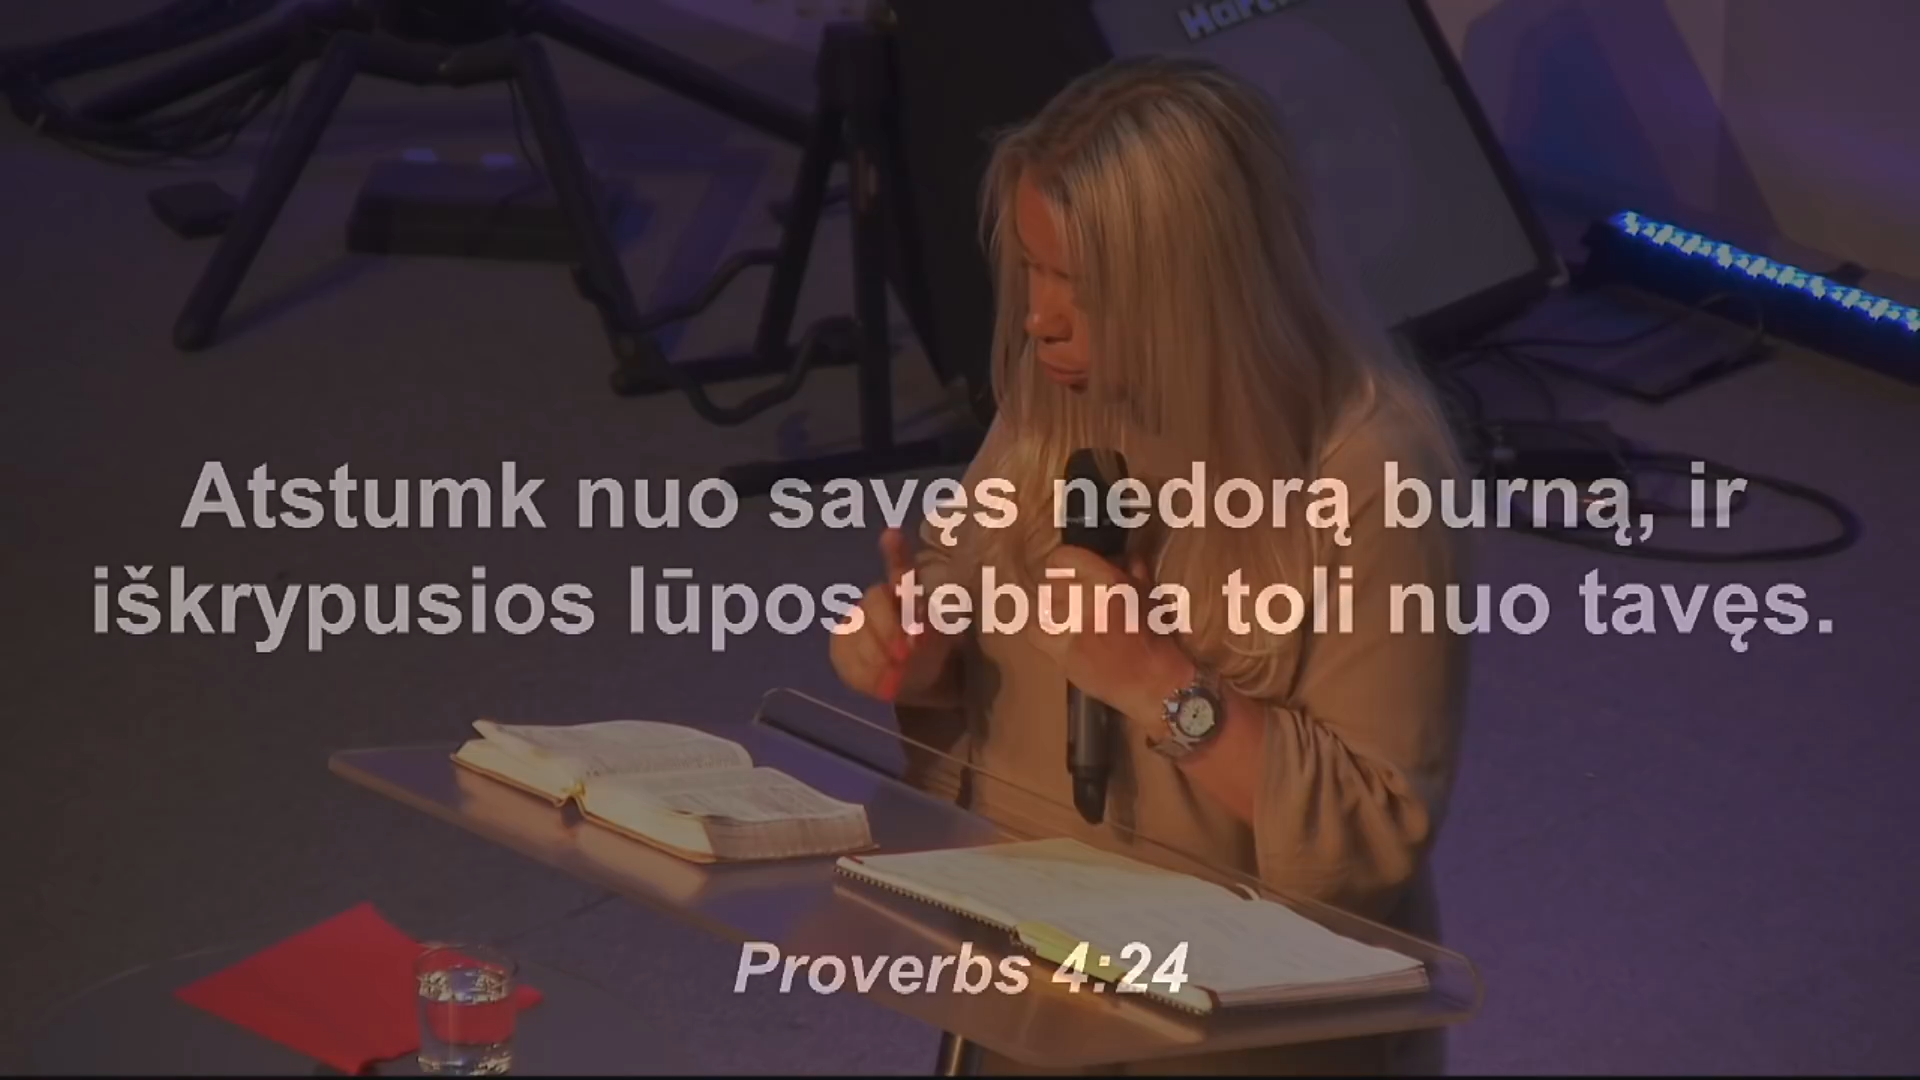 Atstumk nuo savęs nedorą burną, ir
iškrypusios lūpos tebūna toli nuo tavęs.
Proverbs 4:24